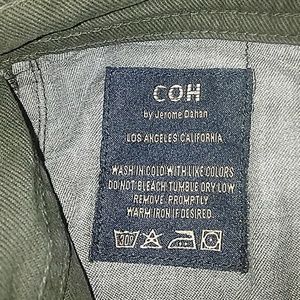 COH
by Jerome Dahan
LOS ANGELES CALIFORNIA
WASH IN COLD WITH LIKE COLORS
DO NOT BLEACH TUMBLE DRY LOW
REMOVE PROMPTLY
WARM IRON IF DESIRED.